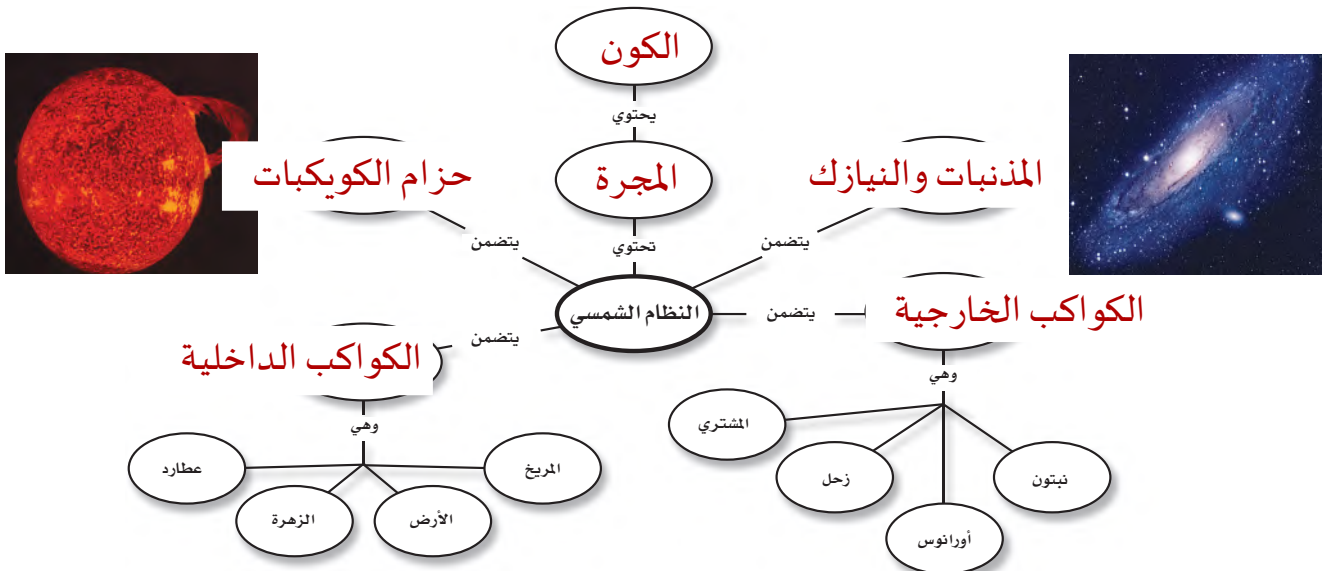 الكون
يحتوي
المذنبات والنيازك
المجرة
حزام الكويكبات
يتضمن
تحتوي
يتضمن
الكواكب الخارجية
يتضمن
النظام الشمسي
يتضمن
الكواكب الداخلية
وهي
المشتري
زحل
أورانوس
نبتون
وهي
المريخ
الأرض
الزهرة
عطارد